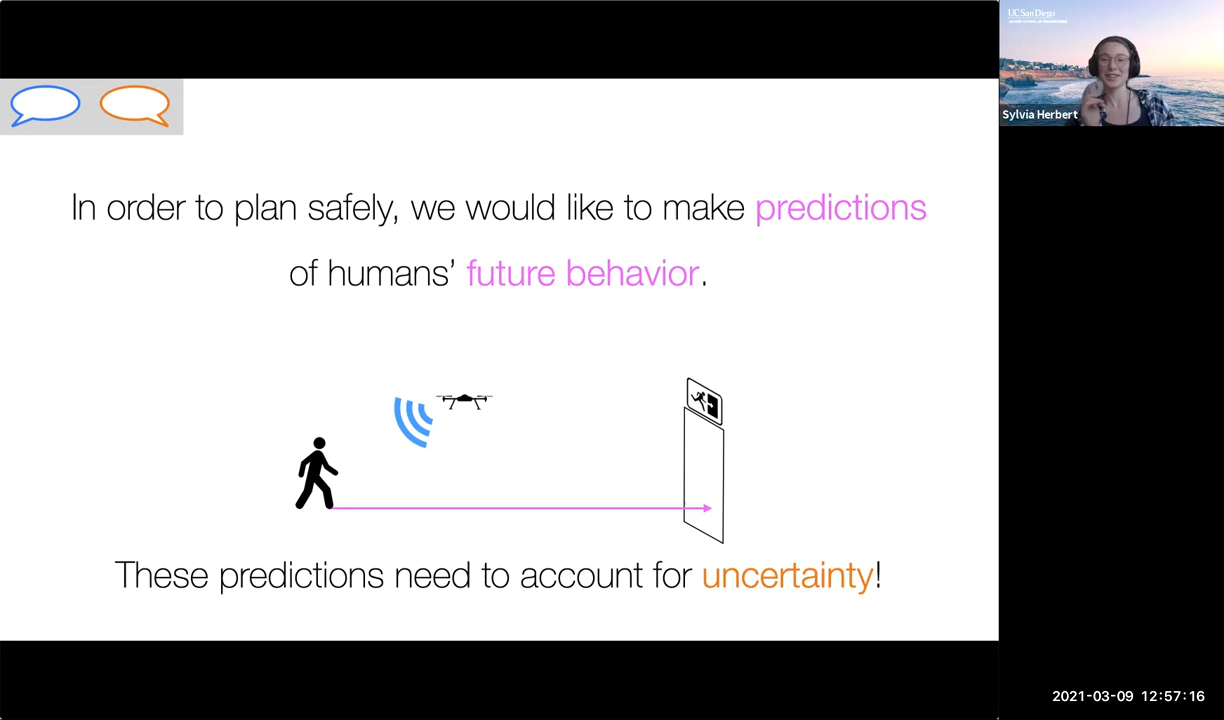 In order to plan safely, we would like to make predictions
of humans’ future behavior.
These predictions need to account for uncertainty!
UC San Diego
Sylvia Herbert
2021-03-09 12:57:16